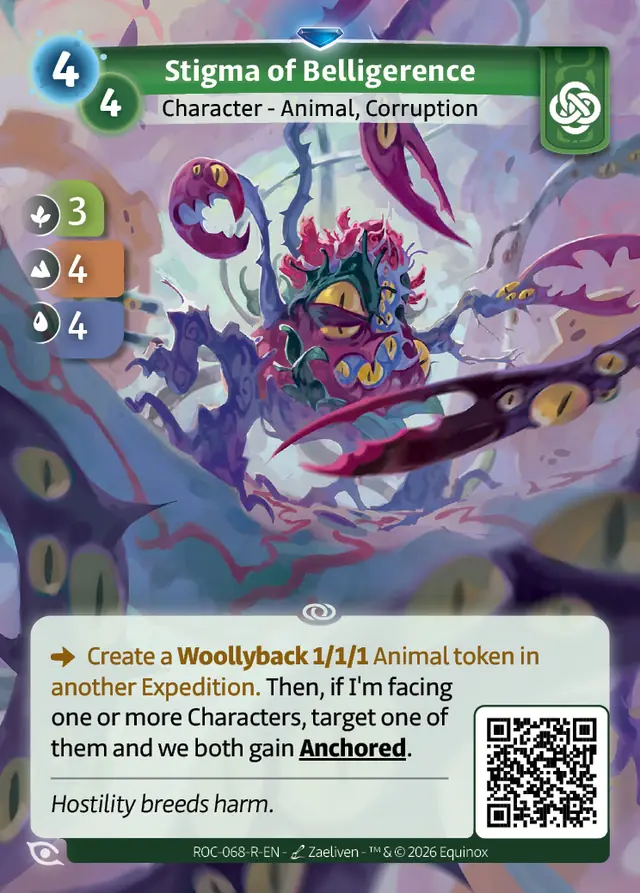 4
Stigma of Belligerence
4
Character - Animal, Corruption
3
4
4
Create a Woollyback 1/1/1 Animal token in
another Expedition. Then, if I'm facing
one or more Characters, target one of
them and we both gain Anchored.
Hostility breeds harm.
ROC-068-R-EN - Zaeliven - ™ & © 2026 Equinox